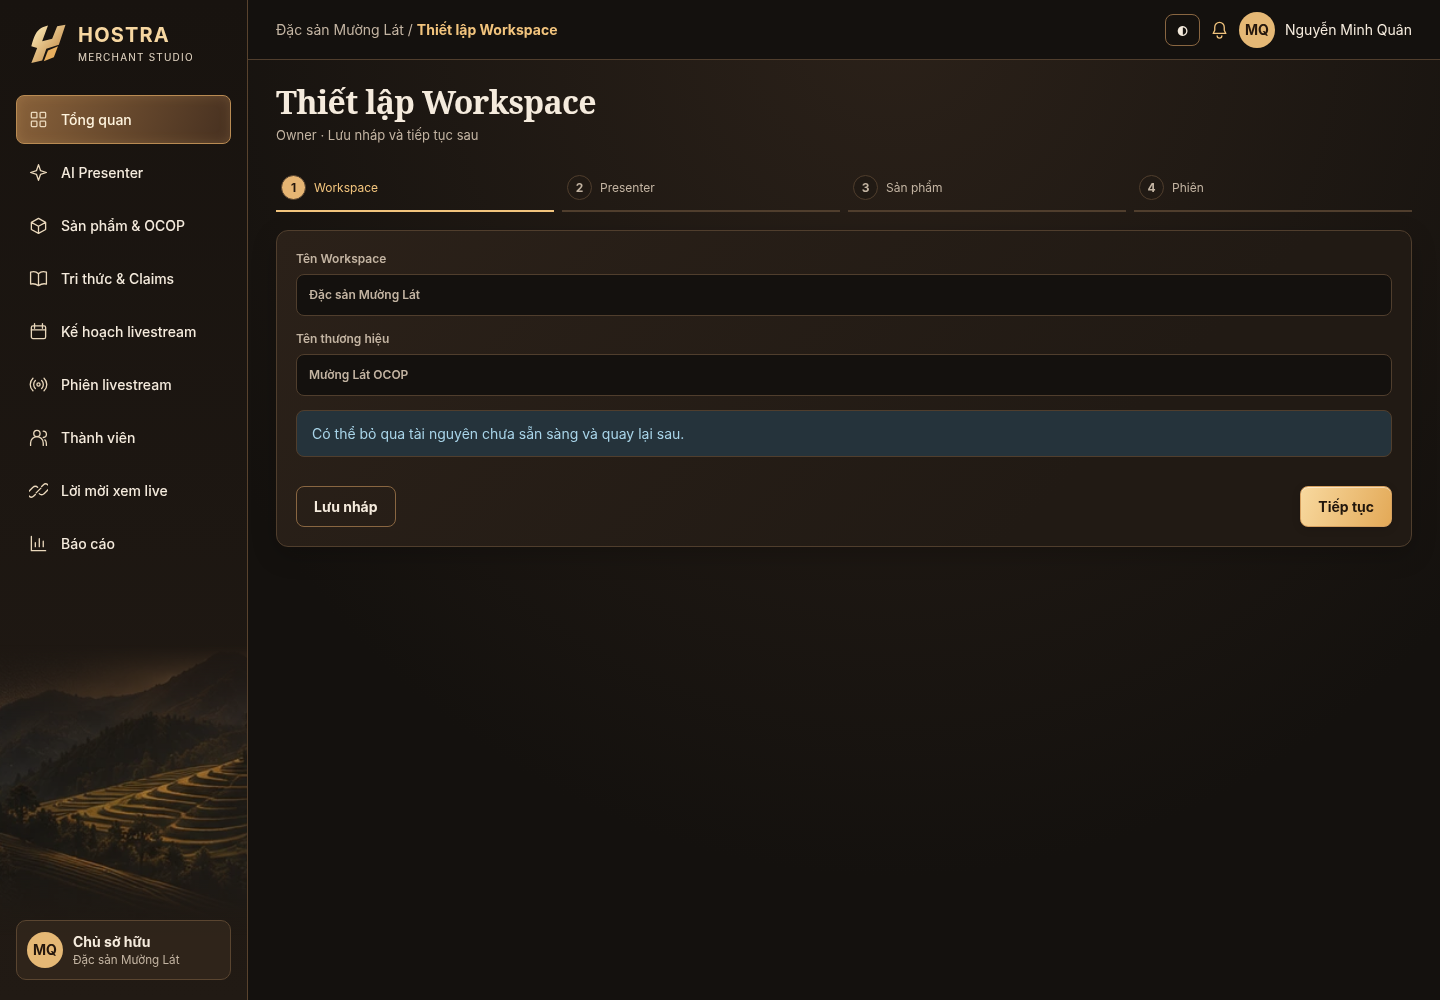 HOSTRA
MERCHANT STUDIO
Tổng quan
AI Presenter
Sản phẩm & OCOP
Tri thức & Claims
Kế hoạch livestream
Phiên livestream
Thành viên
Lời mời xem live
Báo cáo
MQ
Chủ sở hữu
Đặc sản Mường Lát
Đặc sản Mường Lát / Thiết lập Workspace
MQ Nguyễn Minh Quân
Thiết lập Workspace
Owner · Lưu nháp và tiếp tục sau
1 Workspace
2 Presenter
3 Sản phẩm
4 Phiên
Tên Workspace
Đặc sản Mường Lát
Tên thương hiệu
Mường Lát OCOP
Có thể bỏ qua tài nguyên chưa sẵn sàng và quay lại sau.
Lưu nháp
Tiếp tục